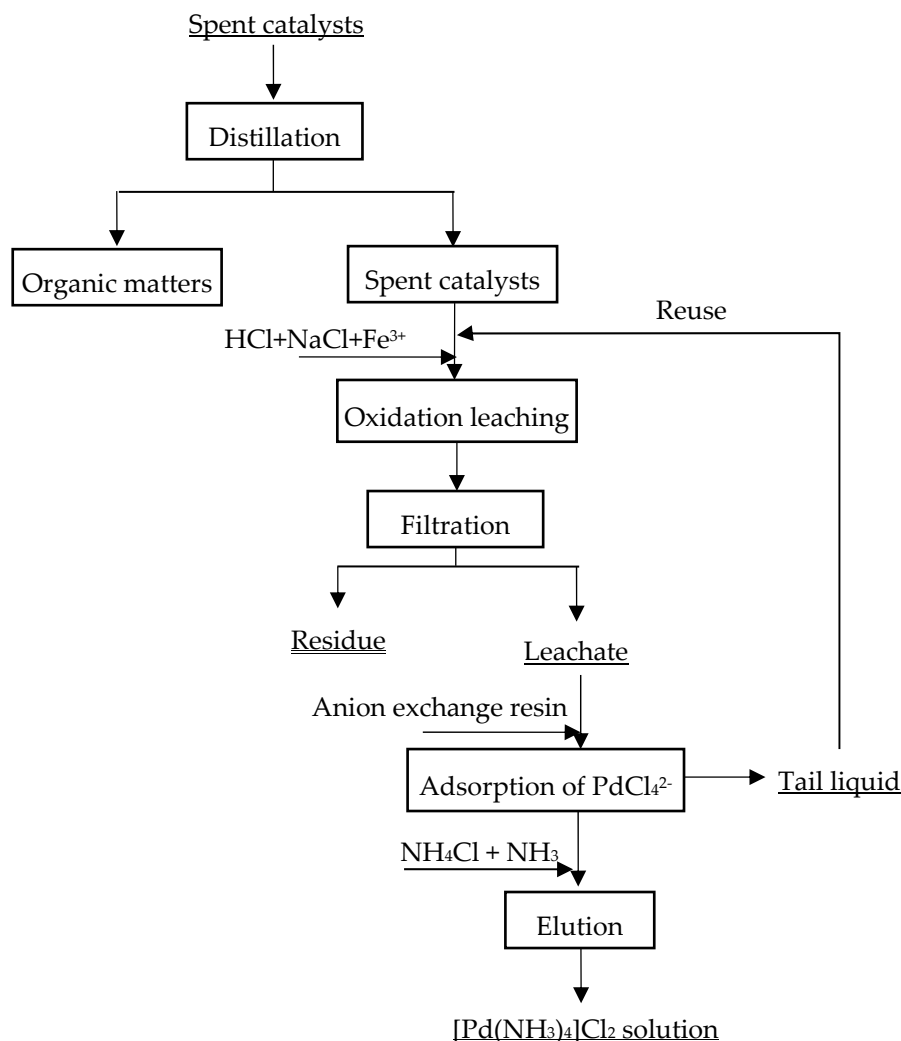 Spent catalysts
Distillation
Organic matters
Spent catalysts
Reuse
HCl+NaCl+Fe³⁺
Oxidation leaching
Filtration
Residue
Leachate
Anion exchange resin
Adsorption of PdCl₄²⁻
Tail liquid
NH₄Cl + NH₃
Elution
[Pd(NH₃)₄]Cl₂ solution